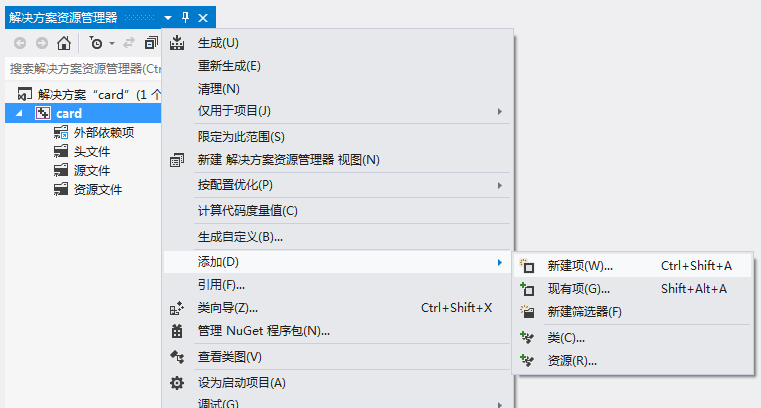 解决方案资源管理器
搜索解决方案资源管理器(Ctr
解决方案“card”(1 个
card
外部依赖项
头文件
源文件
资源文件
生成(U)
重新生成(E)
清理(N)
仅用于项目(J)
限定为此范围(S)
新建 解决方案资源管理器 视图(N)
按配置优化(P)
计算代码度量值(C)
生成自定义(B)...
添加(D)
引用(F)...
类向导(Z)... Ctrl+Shift+X
管理 NuGet 程序包(N)...
查看类图(V)
设为启动项目(A)
调试(G)
新建项(W)... Ctrl+Shift+A
现有项(G)... Shift+Alt+A
新建筛选器(F)
类(C)...
资源(R)...